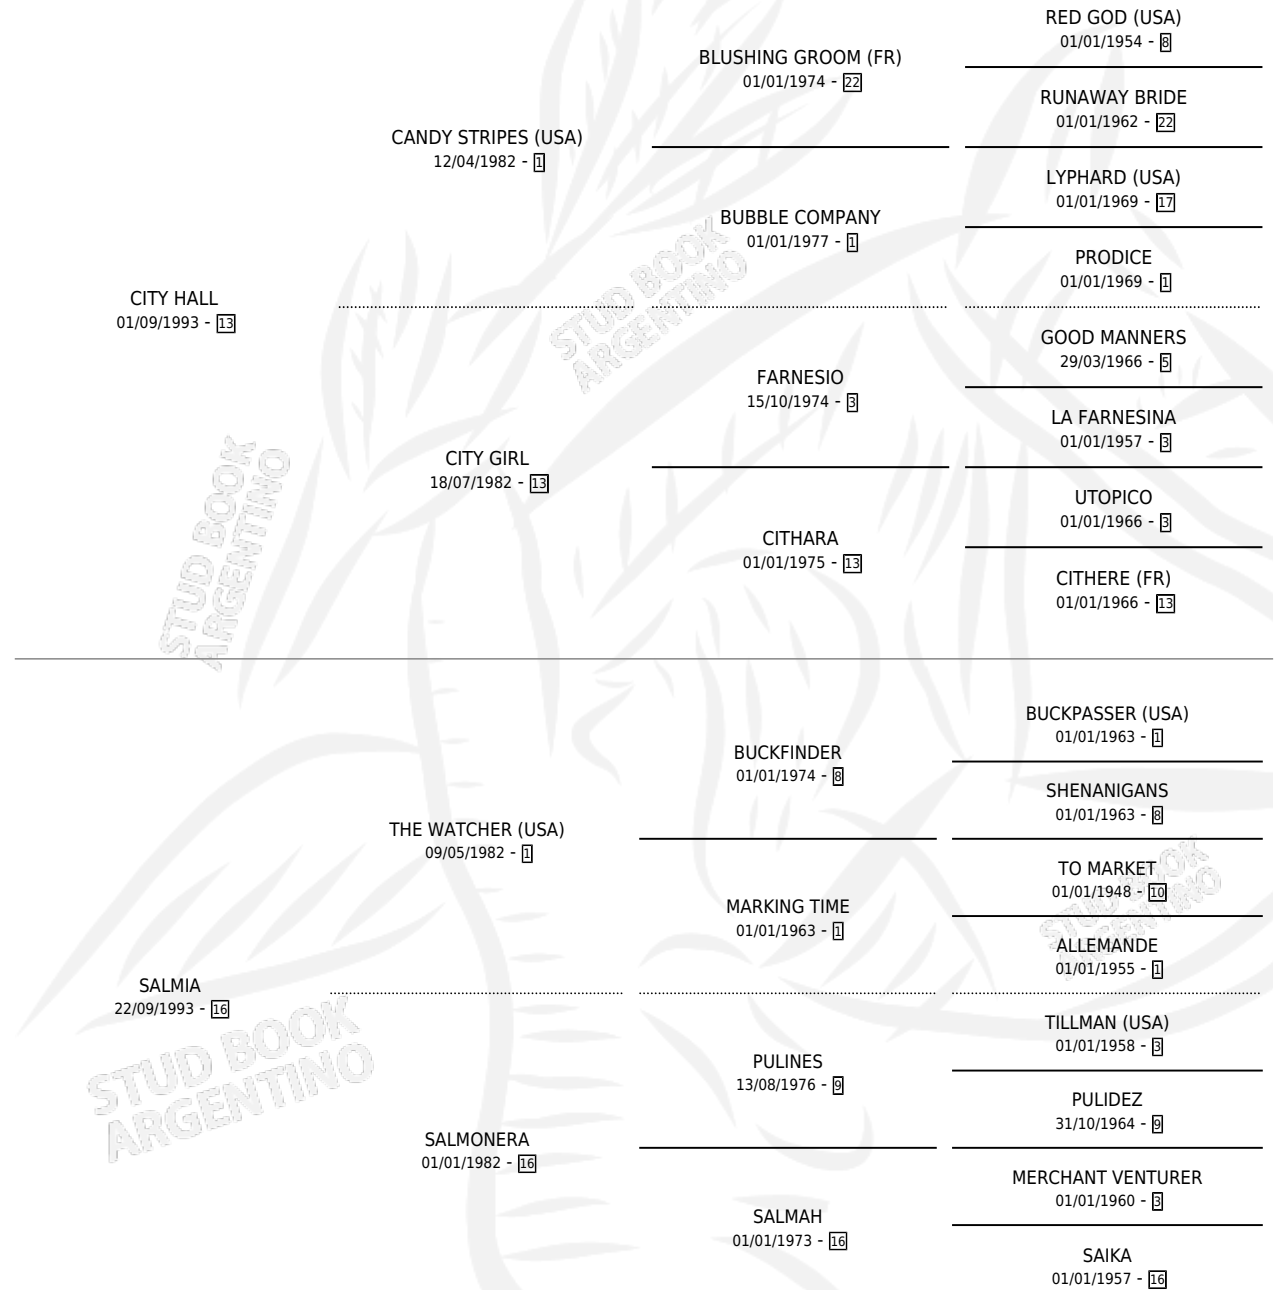 RED GOD (USA)
01/01/1954 - 8
BLUSHING GROOM (FR)
01/01/1974 - 22
RUNAWAY BRIDE
01/01/1962 - 22
CANDY STRIPES (USA)
12/04/1982 - 1
LYPHARD (USA)
01/01/1969 - 17
BUBBLE COMPANY
01/01/1977 - 1
PRODICE
01/01/1969 - 1
CITY HALL
01/09/1993 - 13
STUD BOOK
ARGENTINO
GOOD MANNERS
29/03/1966 - 5
FARNESIO
15/10/1974 - 3
LA FARNESINA
01/01/1957 - 3
CITY GIRL
18/07/1982 - 13
UTOPICO
01/01/1966 - 3
CITHARA
01/01/1975 - 13
CITHERE (FR)
01/01/1966 - 13
STUD BOOK
ARGENTINO
BUCKPASSER (USA)
01/01/1963 - 1
BUCKFINDER
01/01/1974 - 8
SHENANIGANS
01/01/1963 - 8
THE WATCHER (USA)
09/05/1982 - 1
TO MARKET
01/01/1948 - 10
MARKING TIME
01/01/1963 - 1
ALLEMANDE
01/01/1955 - 1
STUD BOOK
ARGENTINO
SALMIA
22/09/1993 - 16
STUD BOOK
ARGENTINO
TILLMAN (USA)
01/01/1958 - 3
PULINES
13/08/1976 - 9
PULIDEZ
31/10/1964 - 9
SALMONERA
01/01/1982 - 16
MERCHANT VENTURER
01/01/1960 - 3
SALMAH
01/01/1973 - 16
SAIKA
01/01/1957 - 16